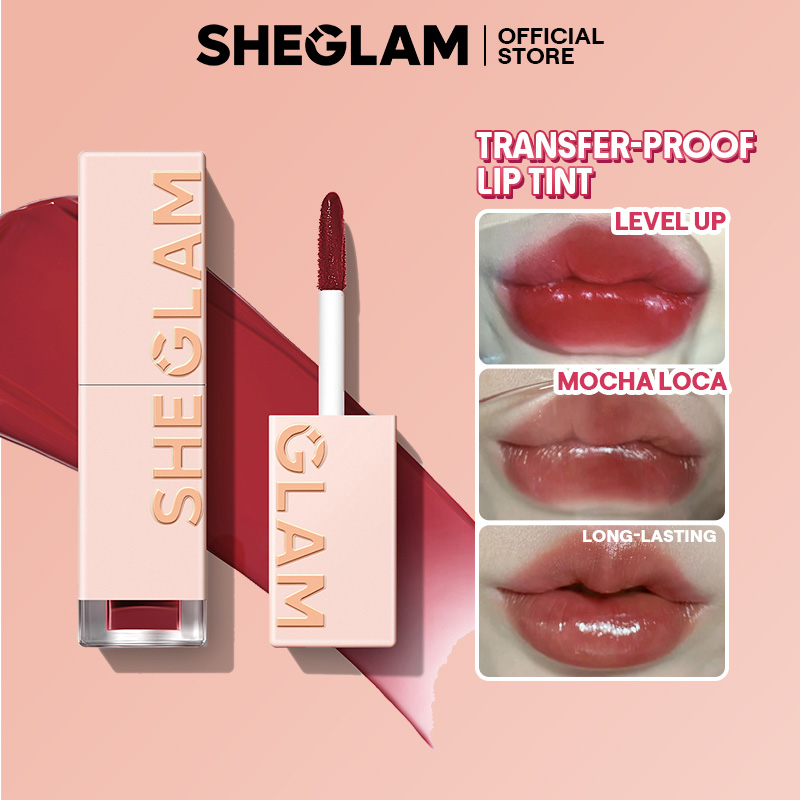 SHEGLAM
OFFICIAL
STORE
TRANSFER-PROOF
LIP TINT
LEVEL UP
MOCHA LOCA
LONG-LASTING
SHEGLAM
GLAM